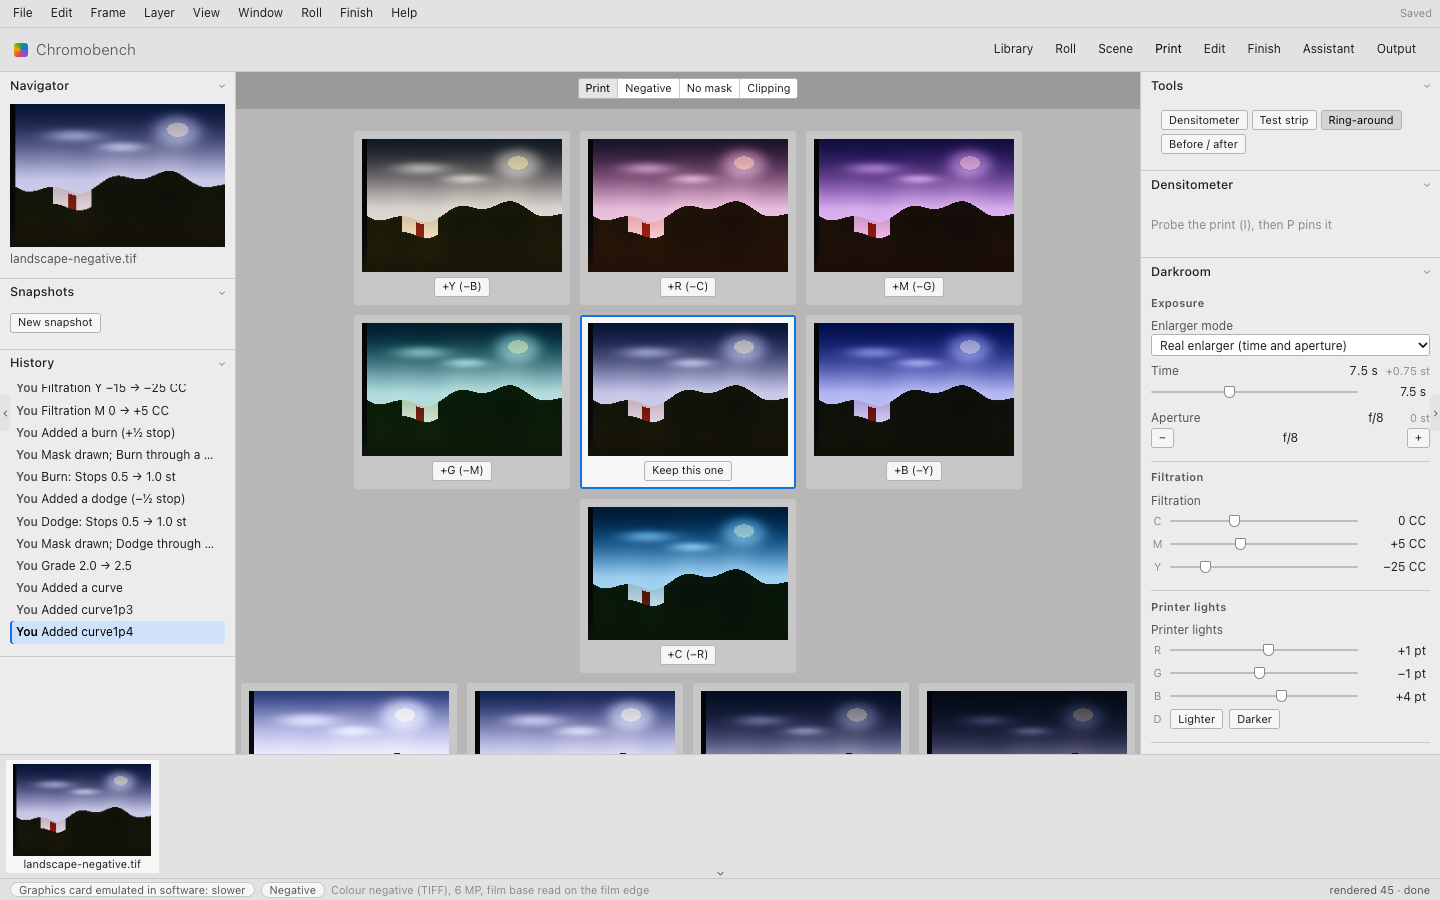 File Edit Frame Layer View Window Roll Finish Help Saved
Chromobench Library Roll Scene Print Edit Finish Assistant Output
Navigator
landscape-negative.tif
Snapshots
New snapshot
History
You Filtration Y −15 → −25 CC
You Filtration M 0 → +5 CC
You Added a burn (+½ stop)
You Mask drawn; Burn through a ...
You Burn: Stops 0.5 → 1.0 st
You Added a dodge (−½ stop)
You Dodge: Stops 0.5 → 1.0 st
You Mask drawn; Dodge through ...
You Grade 2.0 → 2.5
You Added a curve
You Added curve1p3
You Added curve1p4
Print Negative No mask Clipping
+Y (−B) +R (−C) +M (−G)
+G (−M) Keep this one +B (−Y)
+C (−R)
Tools
Densitometer Test strip Ring-around
Before / after
Densitometer
Probe the print (I), then P pins it
Darkroom
Exposure
Enlarger mode
Real enlarger (time and aperture)
Time 7.5 s +0.75 st
7.5 s
Aperture f/8 0 st
− f/8 +
Filtration
Filtration
C 0 CC
M +5 CC
Y −25 CC
Printer lights
Printer lights
R +1 pt
G −1 pt
B +4 pt
D Lighter Darker
landscape-negative.tif
Graphics card emulated in software: slower Negative Colour negative (TIFF), 6 MP, film base read on the film edge rendered 45 · done